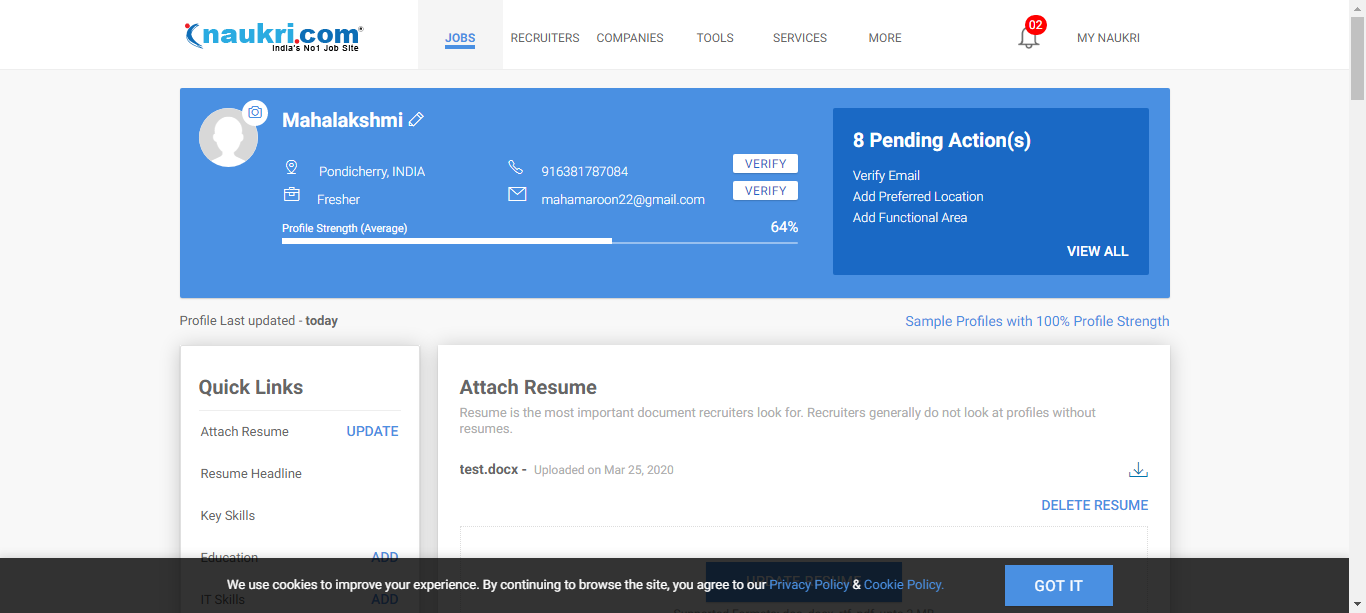 naukri.com
India's No1 Job Site
JOBS
RECRUITERS
COMPANIES
TOOLS
SERVICES
MORE
02
MY NAUKRI
Mahalakshmi
Pondicherry, INDIA
916381787084
VERIFY
Fresher
mahamaroon22@gmail.com
VERIFY
Profile Strength (Average)
64%
8 Pending Action(s)
Verify Email
Add Preferred Location
Add Functional Area
VIEW ALL
Profile Last updated - today
Sample Profiles with 100% Profile Strength
Quick Links
Attach Resume
UPDATE
Resume Headline
Key Skills
Education
ADD
IT Skills
ADD
Attach Resume
Resume is the most important document recruiters look for. Recruiters generally do not look at profiles without
resumes.
test.docx - Uploaded on Mar 25, 2020
DELETE RESUME
We use cookies to improve your experience. By continuing to browse the site, you agree to our Privacy Policy & Cookie Policy.
GOT IT